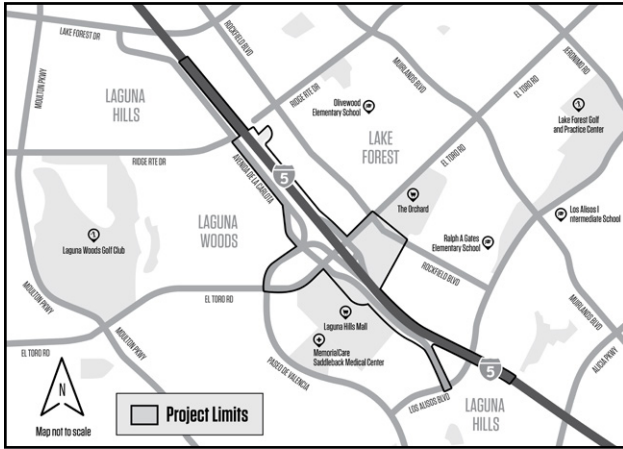 LAKE FOREST DR
ROCKFIELD BLVD
MOULTON PKWY
LAGUNA
HILLS
RIDGE RTE DR
Olivewood
Elementary School
MUIRLANDS BLVD
JERONIMO RD
EL TORO RD
Lake Forest Golf
and Practice Center
LAKE
FOREST
RIDGE RTE DR
AVENIDA DE LA CARLOTA
5
EL TORO RD
The Orchard
Los Alisos I
ntermediate School
LAGUNA
WOODS
Laguna Woods Golf Club
Ralph A Gates
Elementary School
ROCKFIELD BLVD
EL TORO RD
Laguna Hills Mall
MemorialCare
Saddleback Medical Center
MUIRLANDS BLVD
ALICIA PKWY
MOULTON PKWY
EL TORO RD
PASEO DE VALENCIA
5
LOS ALISOS BLVD
LAGUNA
HILLS
N
Map not to scale
Project Limits